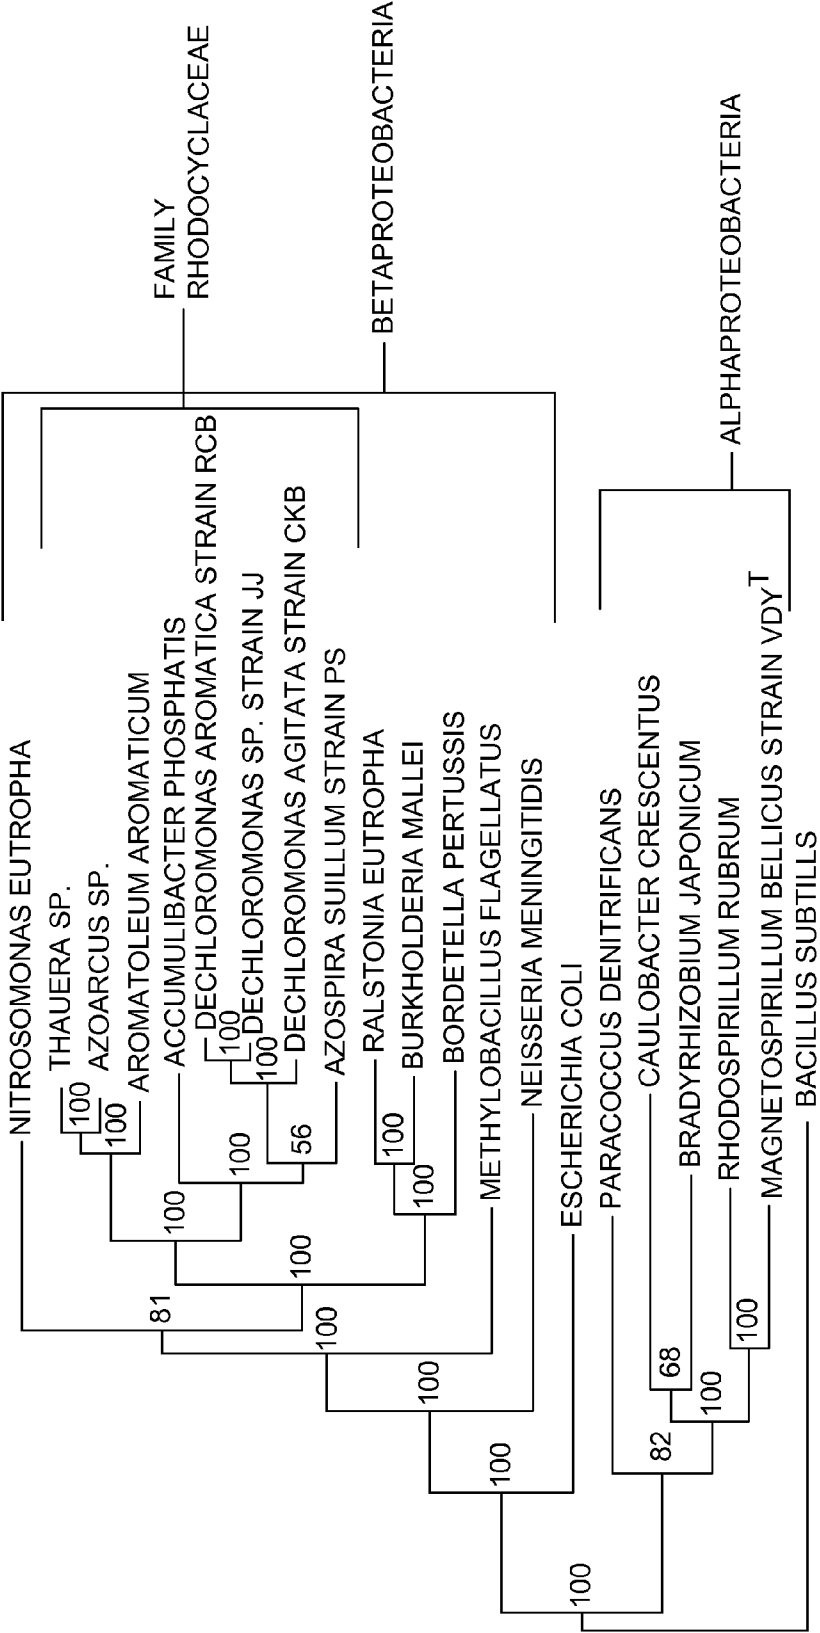 NITROSOMONAS EUTROPHA
THAUERA SP.
AZOARCUS SP.
AROMATOLEUM AROMATICUM
ACCUMULIBACTER PHOSPHATIS
DECHLOROMONAS AROMATICA STRAIN RCB
DECHLOROMONAS SP. STRAIN JJ
DECHLOROMONAS AGITATA STRAIN CKB
AZOSPIRA SUILLUM STRAIN PS
RALSTONIA EUTROPHA
BURKHOLDERIA MALLEI
BORDETELLA PERTUSSIS
METHYLOBACILLUS FLAGELLATUS
NEISSERIA MENINGITIDIS
ESCHERICHIA COLI
PARACOCCUS DENITRIFICANS
CAULOBACTER CRESCENTUS
BRADYRHIZOBIUM JAPONICUM
RHODOSPIRILLUM RUBRUM
MAGNETOSPIRILLUM BELLICUS STRAIN VDYT
BACILLUS SUBTILLS
FAMILY
RHODOCYCLACEAE
BETAPROTEOBACTERIA
ALPHAPROTEOBACTERIA
100
100
100
100
100
100
56
100
100
100
81
100
100
100
100
68
100
82
100